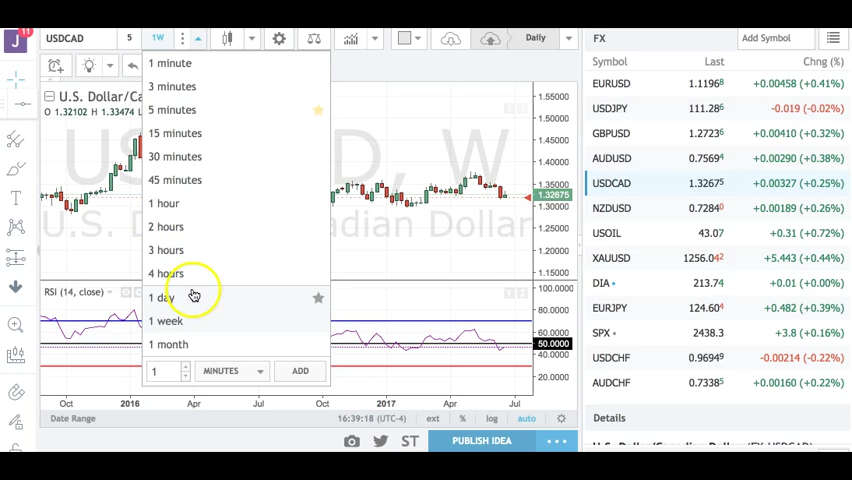 J
11
USDCAD 5 1W Daily
1 minute
3 minutes
5 minutes
15 minutes
30 minutes
45 minutes
1 hour
2 hours
3 hours
4 hours
1 day
1 week
1 month
1 MINUTES ADD
T
U.S. Dollar/Ca
O 1.32102 H 1.33474
USDCAD, W
U.S. Dollar/Canadian Dollar
1.55000
1.50000
1.45000
1.40000
1.35000
1.32675
1.30000
1.25000
1.20000
1.15000
RSI (14, close)
100.0000
80.0000
60.0000
50.0000
40.0000
20.0000
Oct 2016 Apr Jul Oct 2017 Apr Jul
Date Range 16:39:18 (UTC-4) ext % log auto
ST PUBLISH IDEA
FX Add Symbol
Symbol Last Chng (%)
EURUSD 1.11968 +0.00458 (+0.41%)
USDJPY 111.286 -0.019 (-0.02%)
GBPUSD 1.27236 +0.00410 (+0.32%)
AUDUSD 0.75694 +0.00290 (+0.38%)
USDCAD 1.32675 +0.00327 (+0.25%)
NZDUSD 0.72840 +0.00189 (+0.26%)
USOIL 43.07 +0.31 (+0.72%)
XAUUSD 1256.042 +5.443 (+0.44%)
DIA 213.74 +0.01 (+0.00%)
EURJPY 124.604 +0.482 (+0.39%)
SPX 2438.3 +3.8 (+0.16%)
USDCHF 0.96949 -0.00214 (-0.22%)
AUDCHF 0.73385 +0.00160 (+0.22%)
Details